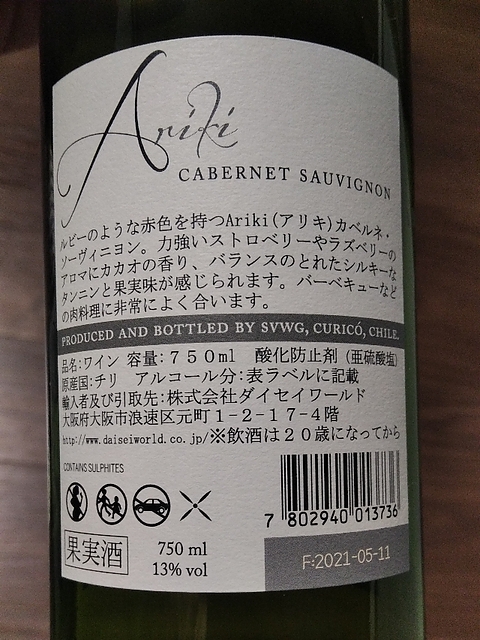 Ariki
CABERNET SAUVIGNON
ルビーのような赤色を持つAriki(アリキ)カベルネ・
ソーヴィニヨン。力強いストロベリーやラズベリーの
アロマにカカオの香り、バランスのとれたシルキーな
タンニンと果実味が感じられます。バーベキューなど
の肉料理に非常によく合います。
PRODUCED AND BOTTLED BY SVWG, CURICÓ, CHILE.
品名:ワイン 容量:750ml 酸化防止剤(亜硫酸塩)
原産国:チリ アルコール分:表ラベルに記載
輸入者及び引取先:株式会社ダイセイワールド
大阪府大阪市浪速区元町1-2-17-4階
http://www.daiseiworld.co.jp/※飲酒は20歳になってから
CONTAINS SULPHITES
7 802940 013736
果実酒
750 ml
13% vol
F:2021-05-11